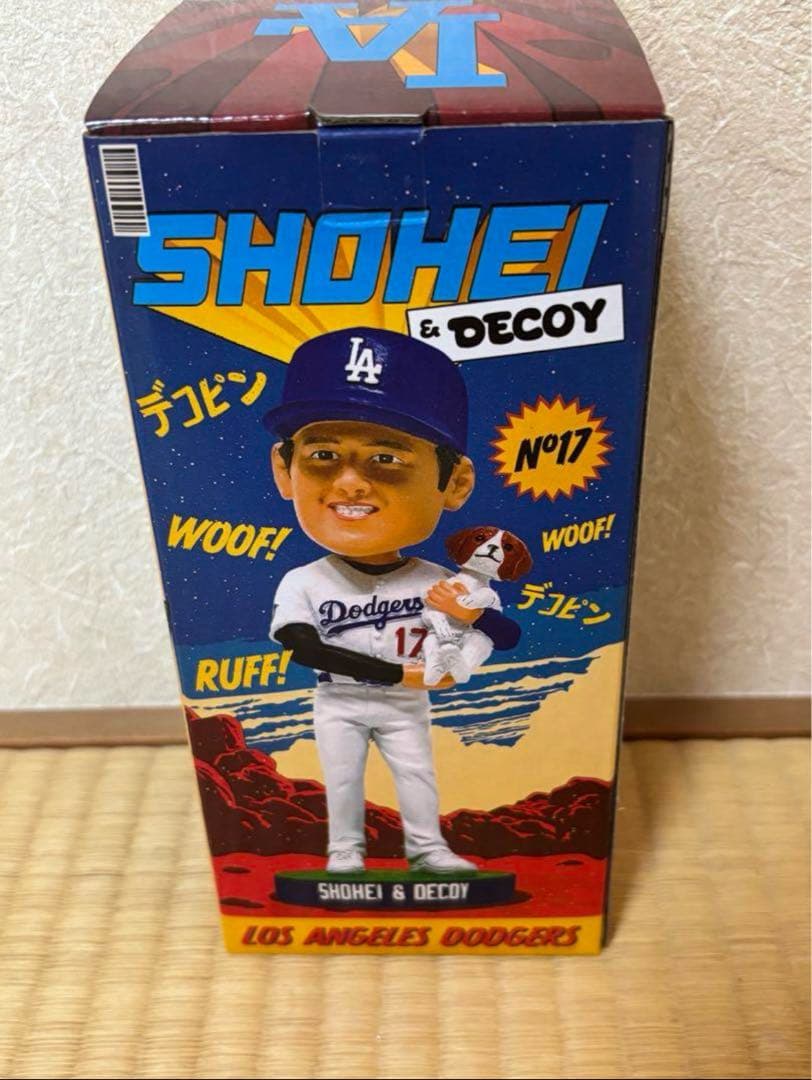 LA
SHOHEI
& DECOY
LA
デコピン
Nº17
WOOF!
WOOF!
デコピン
Dodgers
17
RUFF!
SHOHEI & DECOY
LOS ANGELES DODGERS